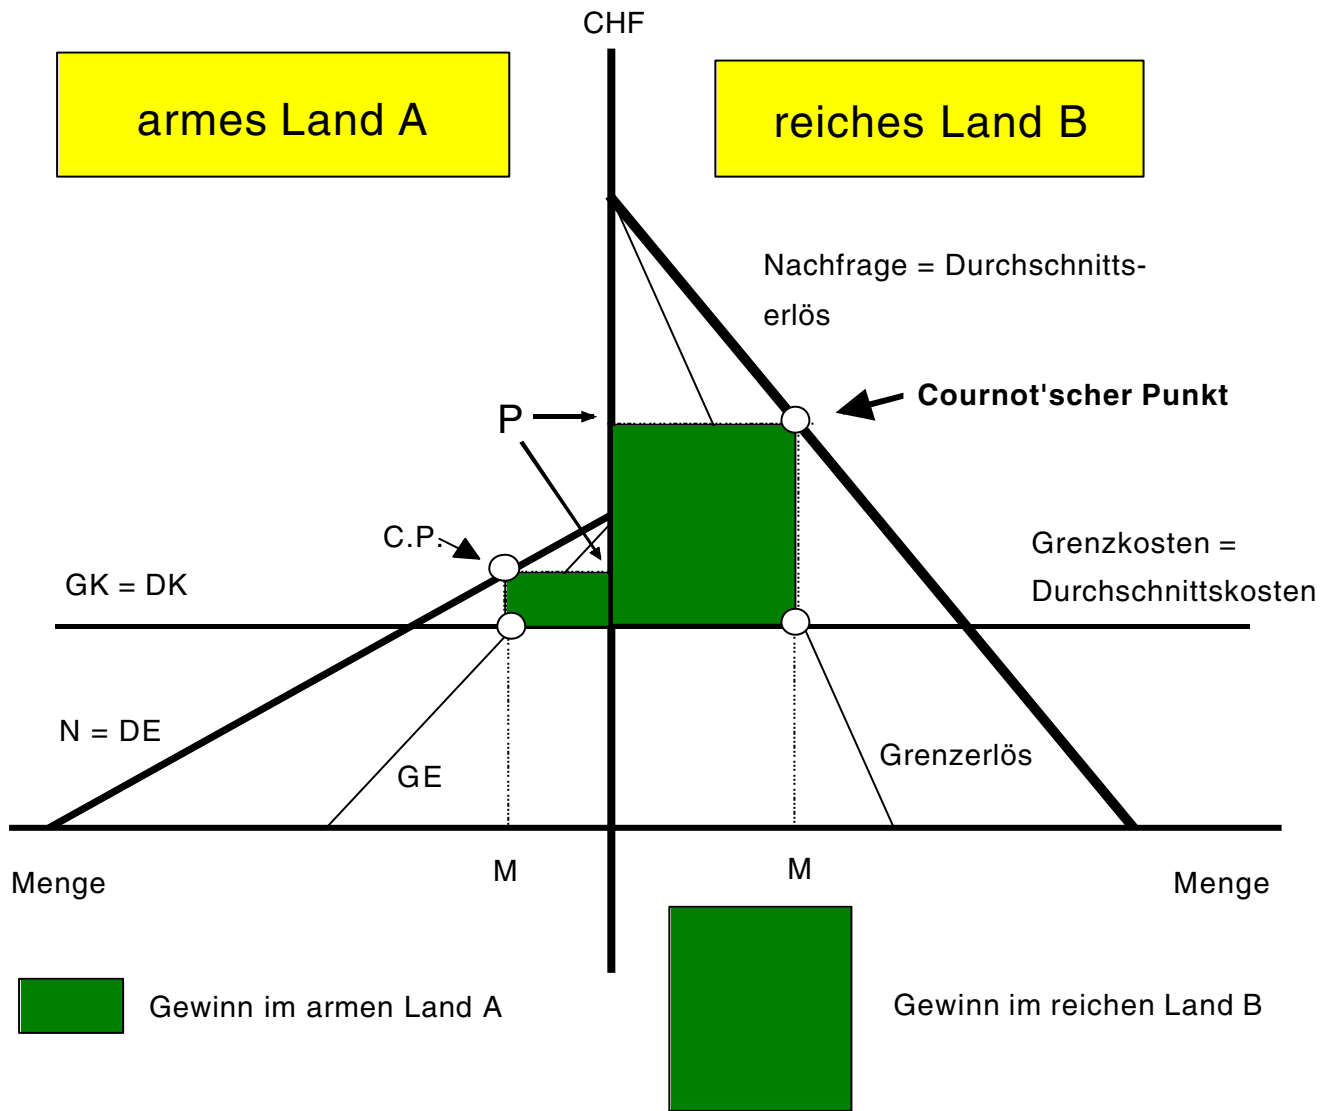 CHF
armes Land A
reiches Land B
Nachfrage = Durchschnitts-
erlös
Cournot'scher Punkt
P
C.P.
GK = DK
Grenzkosten =
Durchschnittskosten
N = DE
GE
Grenzerlös
M
M
Menge
Menge
Gewinn im armen Land A
Gewinn im reichen Land B